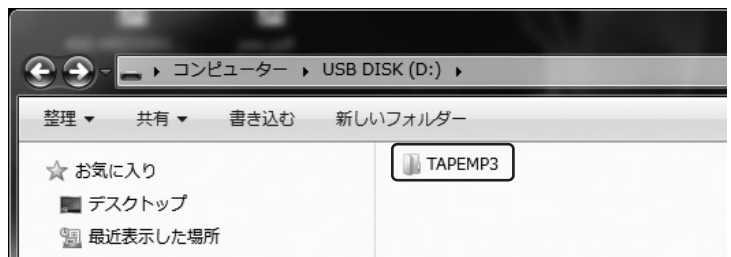 コンピューター ▸ USB DISK (D:) ▸
整理 ▼ 共有 ▼ 書き込む 新しいフォルダー
お気に入り
TAPEMP3
デスクトップ
最近表示した場所